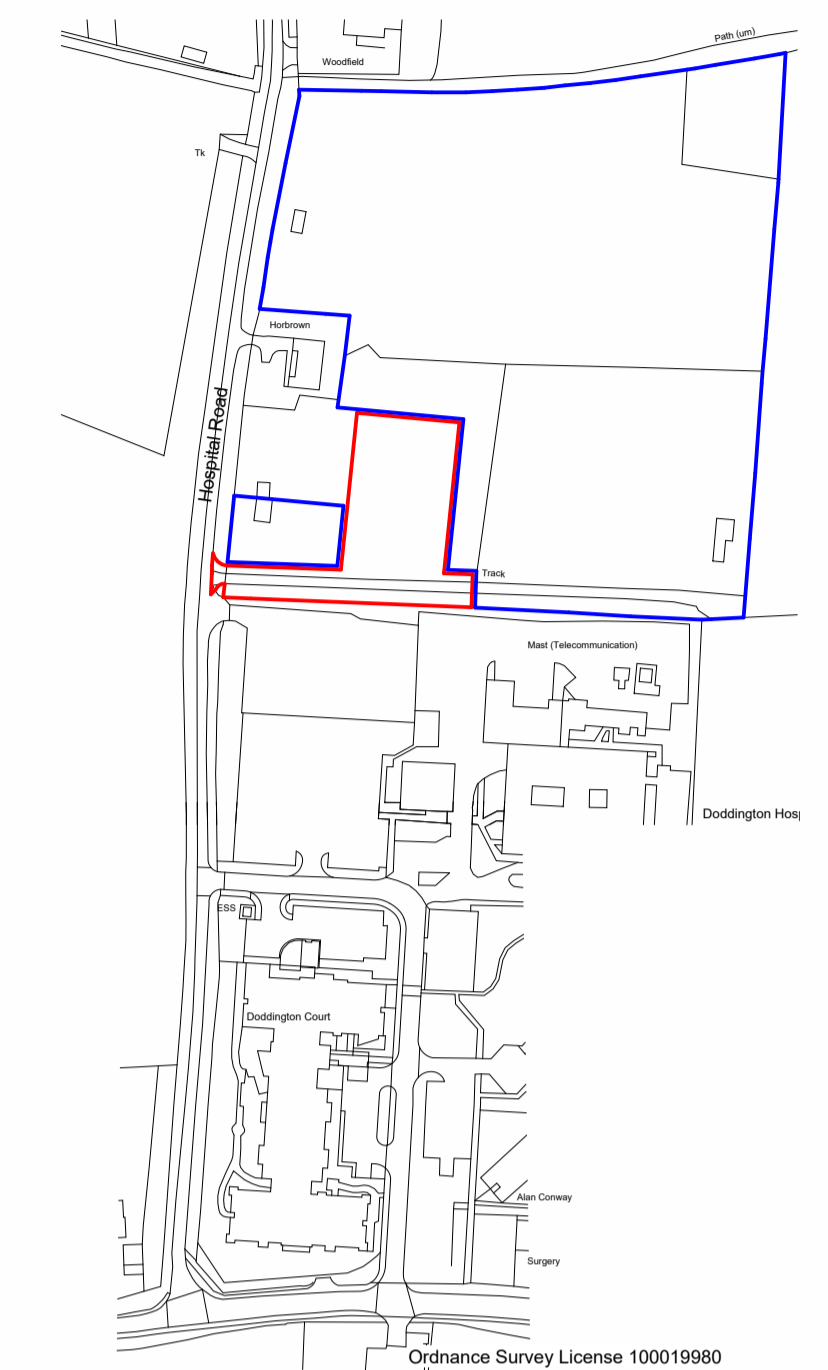 Path (um)
Woodfield
Tk
Horbrown
Hospital Road
Track
Mast (Telecommunication)
Doddington Hosp
ESS
Doddington Court
Alan Conway
Surgery
Ordnance Survey License 100019980